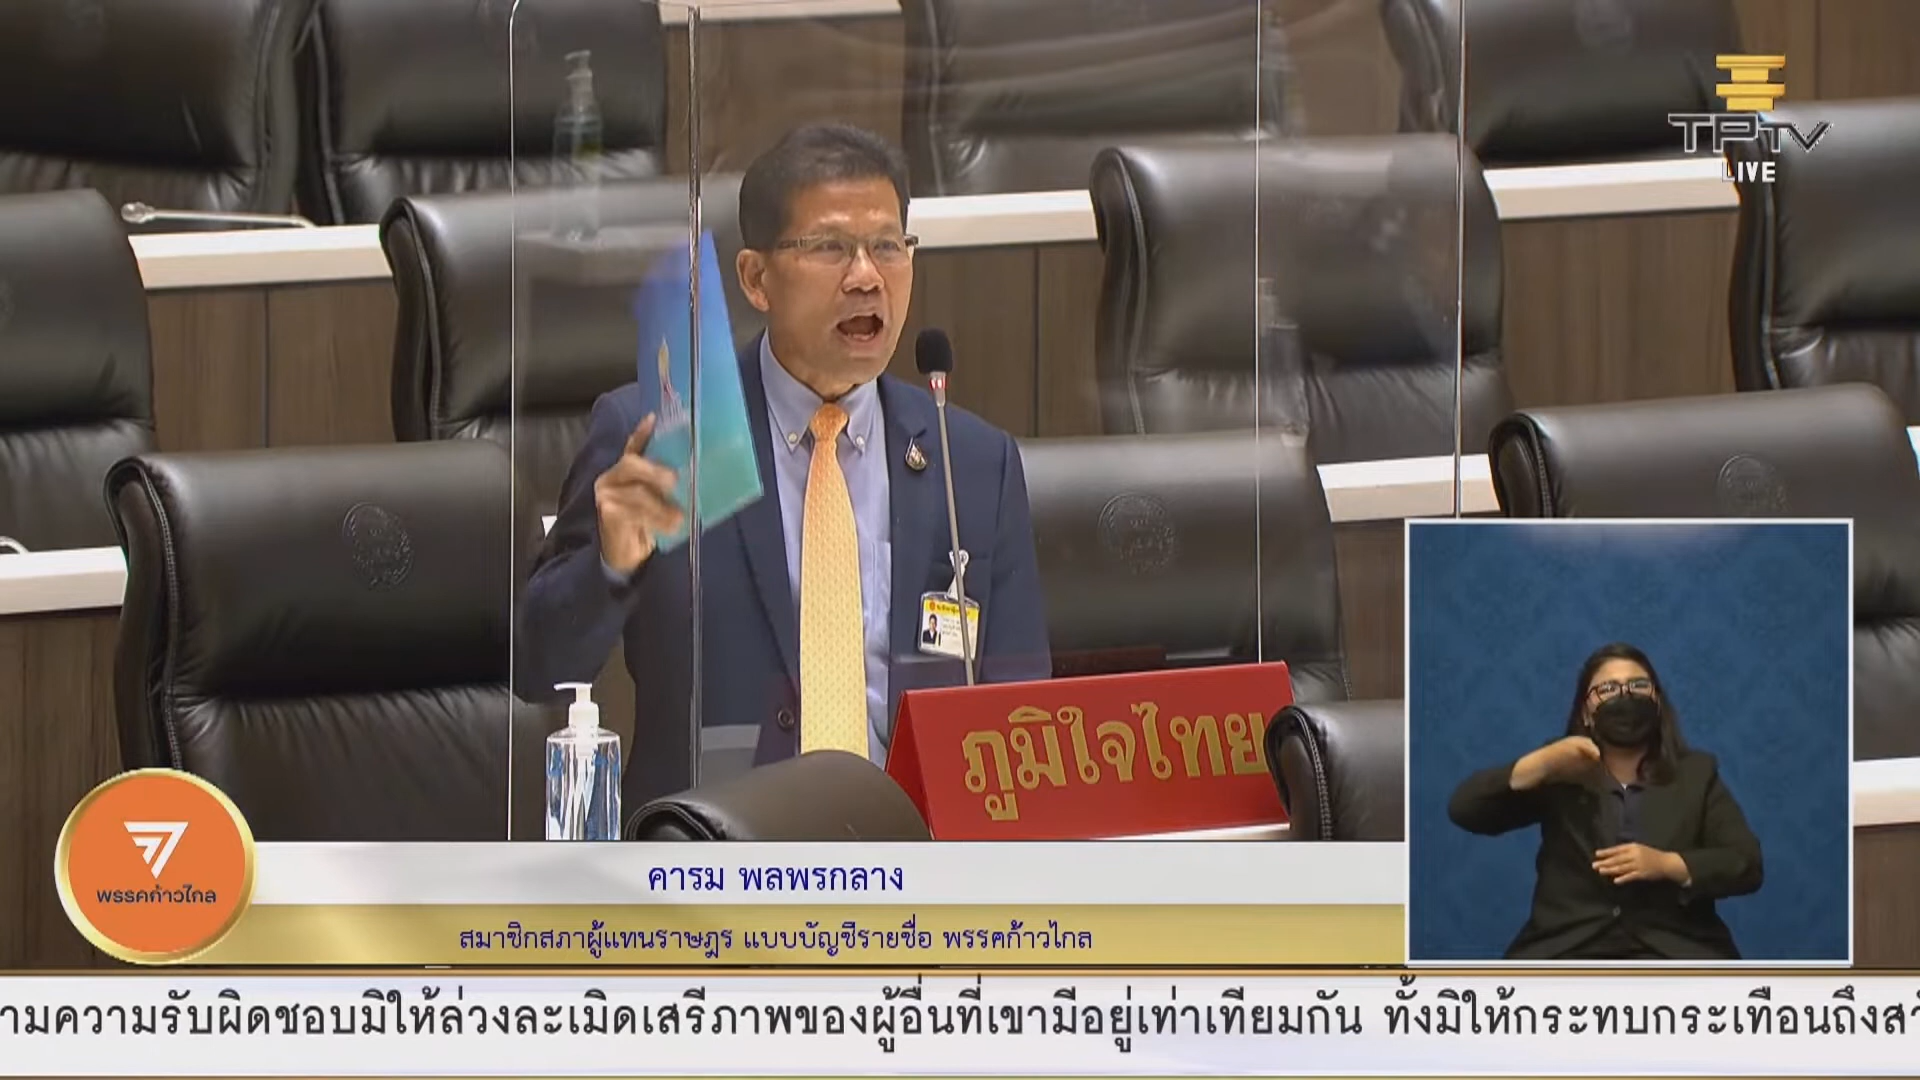 TPTV
LIVE
ภูมิใจไทย
พรรคก้าวไกล
คารม พลพรกลาง
สมาชิกสภาผู้แทนราษฎร แบบบัญชีรายชื่อ พรรคก้าวไกล
ามความรับผิดชอบมิให้ล่วงละเมิดเสรีภาพของผู้อื่นที่เขามีอยู่เท่าเทียมกัน ทั้งมิให้กระทบกระเทือนถึงสว